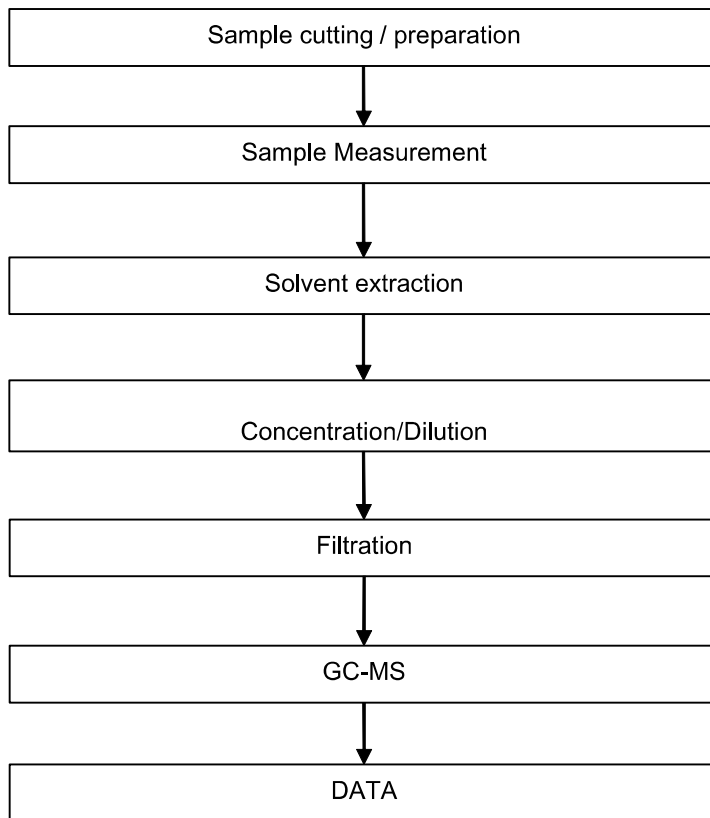 Sample cutting / preparation
Sample Measurement
Solvent extraction
Concentration/Dilution
Filtration
GC-MS
DATA